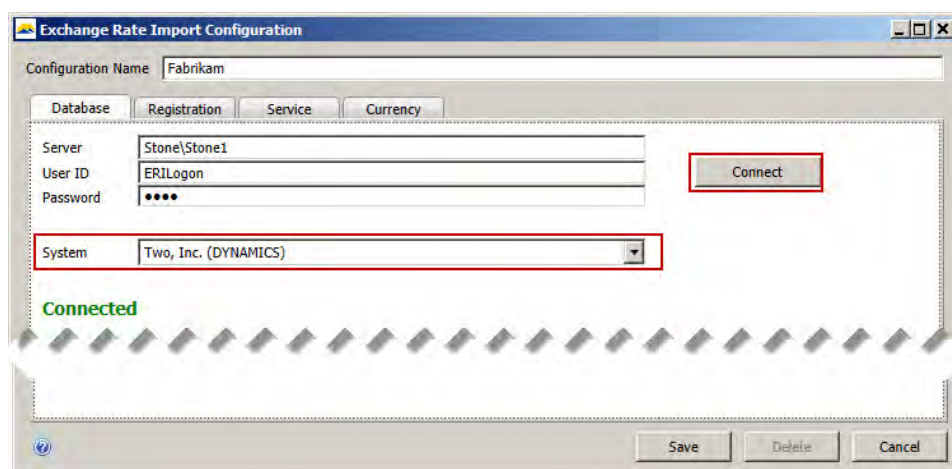 Exchange Rate Import Configuration
Configuration Name Fabrikam
Database Registration Service Currency
Server Stone\Stone1
User ID ERILogon
Connect
Password ●●●●
System Two, Inc. (DYNAMICS)
Connected
Save Delete Cancel